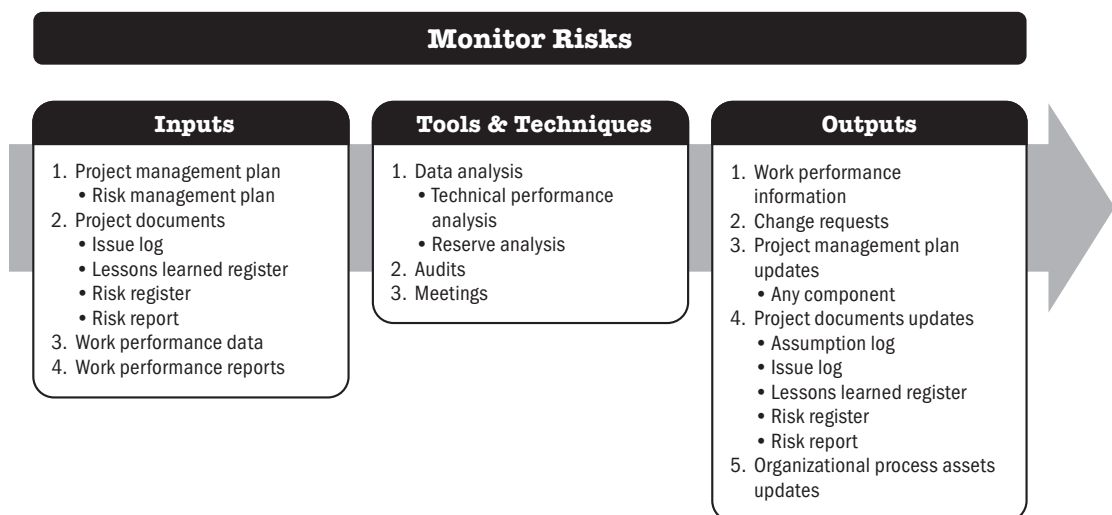 Monitor Risks
Inputs
1. Project management plan
• Risk management plan
2. Project documents
• Issue log
• Lessons learned register
• Risk register
• Risk report
3. Work performance data
4. Work performance reports
Tools & Techniques
1. Data analysis
• Technical performance
analysis
• Reserve analysis
2. Audits
3. Meetings
Outputs
1. Work performance
information
2. Change requests
3. Project management plan
updates
• Any component
4. Project documents updates
• Assumption log
• Issue log
• Lessons learned register
• Risk register
• Risk report
5. Organizational process assets
updates